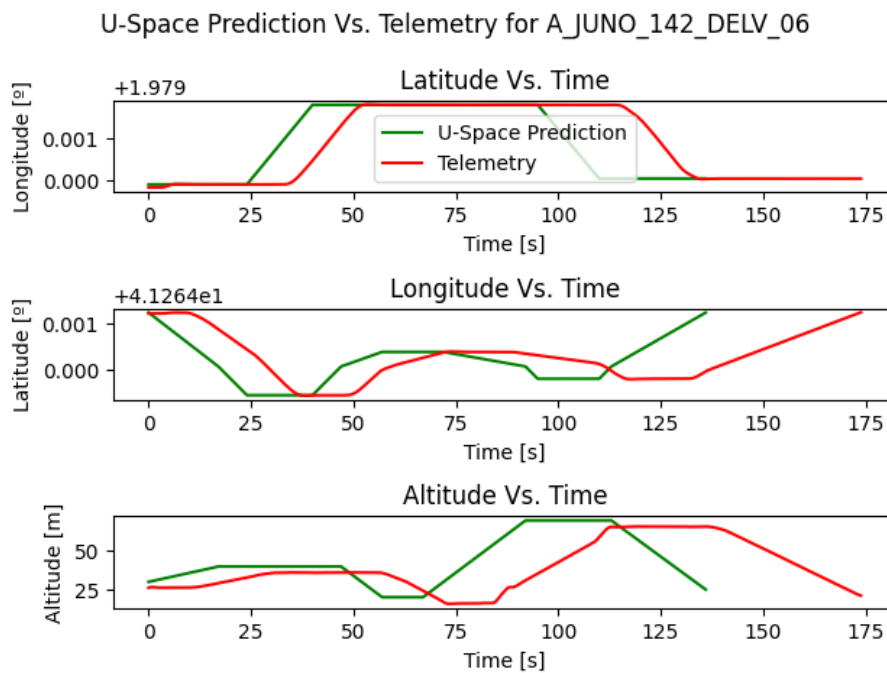 U-Space Prediction Vs. Telemetry for A_JUNO_142_DELV_06
Latitude Vs. Time
+1.979
Longitude [º]
0.001
0.000
U-Space Prediction
Telemetry
0 25 50 75 100 125 150 175
Time [s]
Longitude Vs. Time
+4.1264e1
Latitude [º]
0.001
0.000
0 25 50 75 100 125 150 175
Time [s]
Altitude Vs. Time
Altitude [m]
50
25
0 25 50 75 100 125 150 175
Time [s]